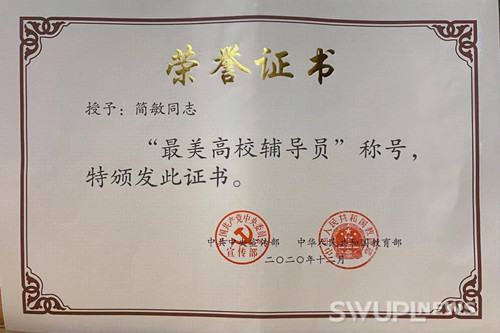 荣誉证书
授予：简敏同志
“最美高校辅导员”称号，
特颁发此证书。
中共中央宣传部 中华人民共和国教育部
二〇二〇年十二月
SWUPLNEWS